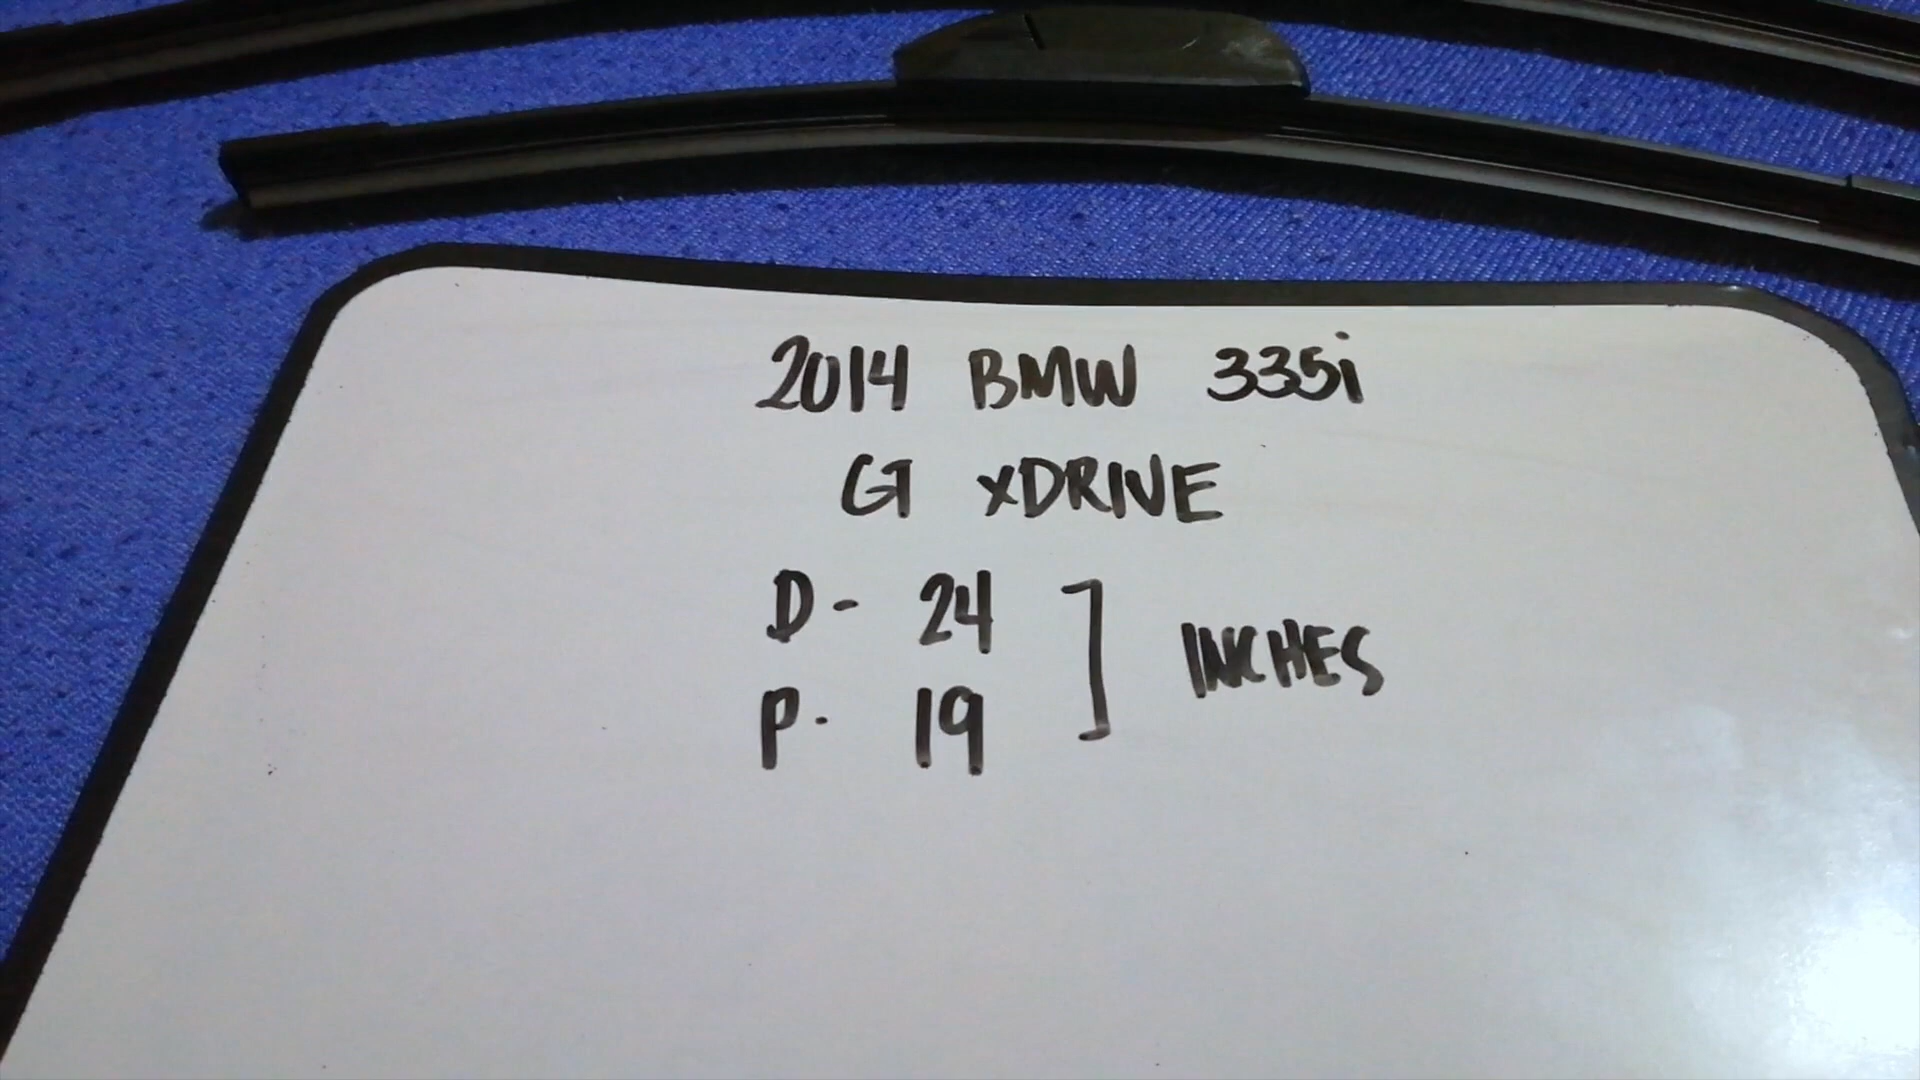 2014 BMW 335i
GT xDRIVE
D- 24
P- 19
] INCHES